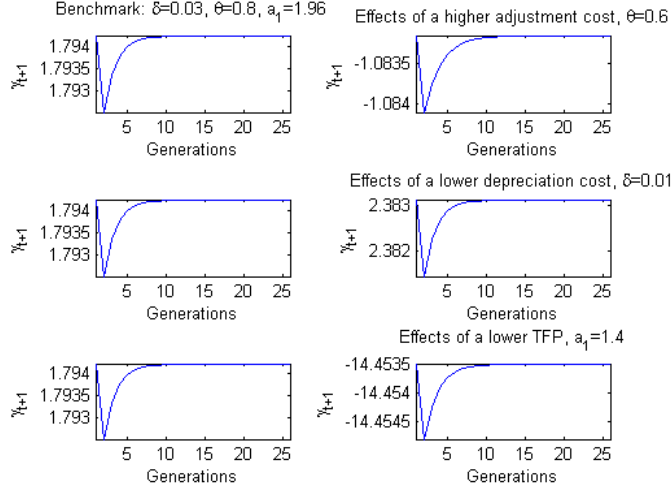 Benchmark: δ=0.03, θ=0.8, a1=1.96
Effects of a higher adjustment cost, θ=0.6
1.794
1.7935
1.793
γt+1
5 10 15 20 25
Generations
-1.0835
-1.084
γt+1
5 10 15 20 25
Generations
1.794
1.7935
1.793
γt+1
5 10 15 20 25
Generations
Effects of a lower depreciation cost, δ=0.01
2.383
2.382
γt+1
5 10 15 20 25
Generations
1.794
1.7935
1.793
γt+1
5 10 15 20 25
Generations
Effects of a lower TFP, a1=1.4
-14.4535
-14.454
-14.4545
γt+1
5 10 15 20 25
Generations